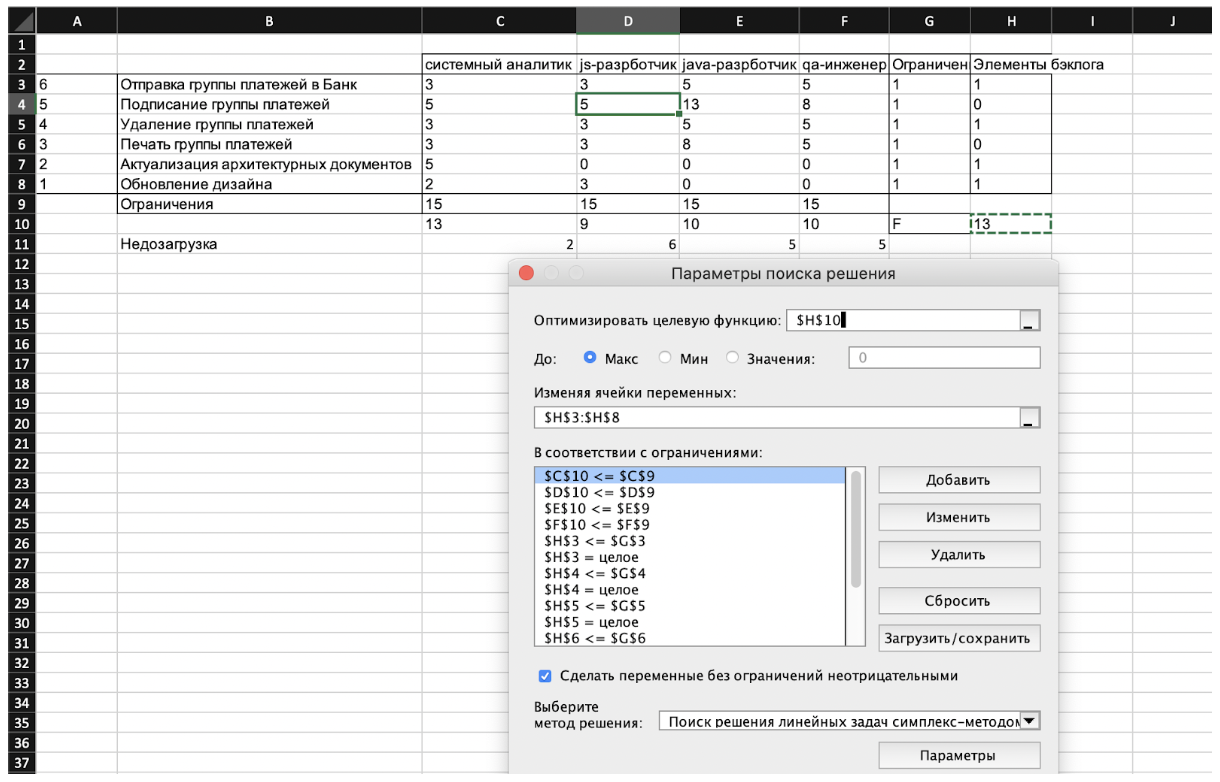 A B C D E F G H I J
1
2 системный аналитик js-разрботчик java-разрботчик qa-инженер Ограничен Элементы бэклога
3 6 Отправка группы платежей в Банк 3 3 5 5 1 1
4 5 Подписание группы платежей 5 5 13 8 1 0
5 4 Удаление группы платежей 3 3 5 5 1 1
6 3 Печать группы платежей 3 3 8 5 1 0
7 2 Актуализация архитектурных документов 5 0 0 0 1 1
8 1 Обновление дизайна 2 3 0 0 1 1
9 Ограничения 15 15 15 15
10 13 9 10 10 F 13
11 Недозагрузка 2 6 5 5
12
13
14
15
16
17
18
19
20
21
22
23
24
25
26
27
28
29
30
31
32
33
34
35
36
37
Параметры поиска решения
Оптимизировать целевую функцию: $H$10
До: Макс Мин Значения: 0
Изменяя ячейки переменных:
$H$3:$H$8
В соответствии с ограничениями:
$C$10 <= $C$9
$D$10 <= $D$9
$E$10 <= $E$9
$F$10 <= $F$9
$H$3 <= $G$3
$H$3 = целое
$H$4 <= $G$4
$H$4 = целое
$H$5 <= $G$5
$H$5 = целое
$H$6 <= $G$6
Добавить
Изменить
Удалить
Сбросить
Загрузить/сохранить
Сделать переменные без ограничений неотрицательными
Выберите
метод решения: Поиск решения линейных задач симплекс-методом
Параметры